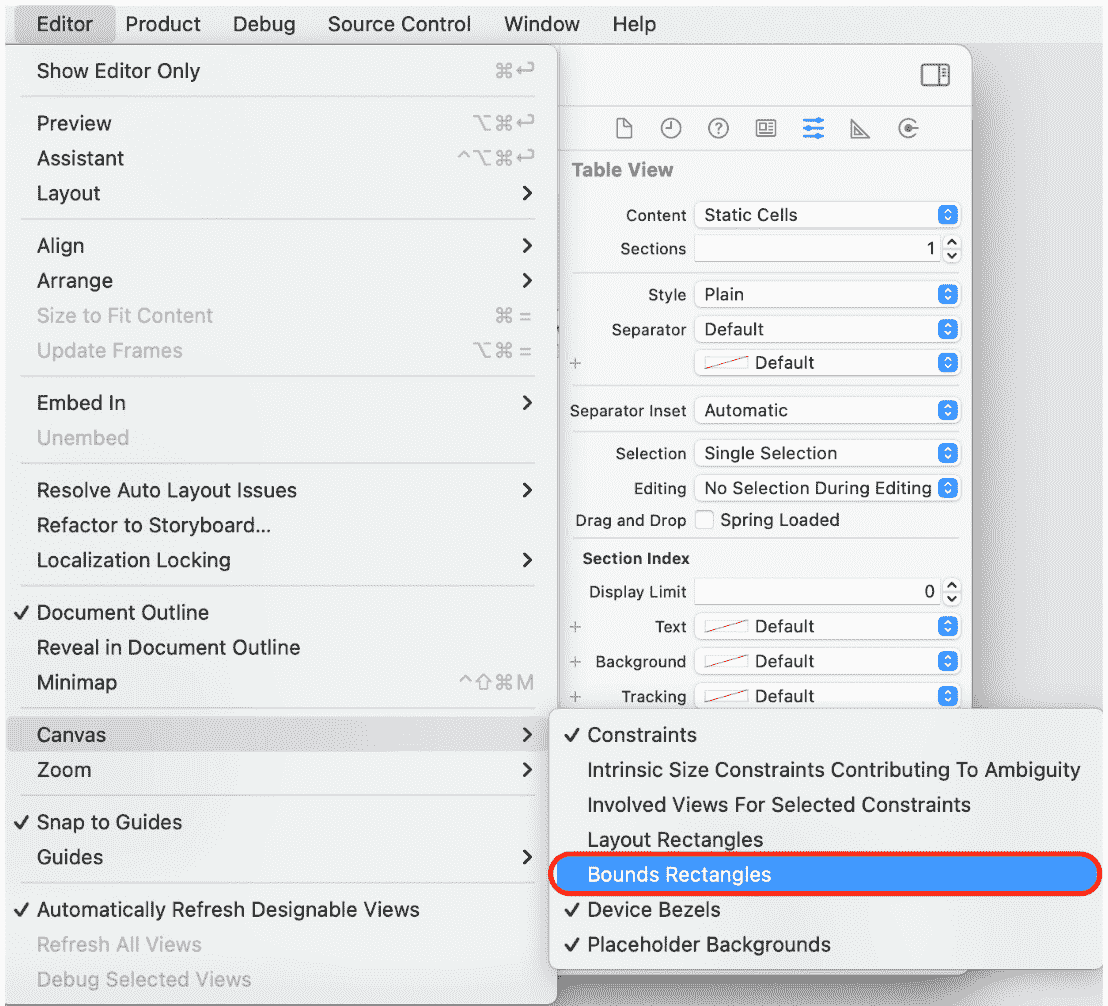 Editor Product Debug Source Control Window Help
Show Editor Only ⌘↩
Preview ⌥⌘↩
Assistant ^⌥⌘↩
Layout
Align
Arrange
Size to Fit Content ⌘ =
Update Frames ⌥⌘ =
Embed In
Unembed
Resolve Auto Layout Issues
Refactor to Storyboard...
Localization Locking
✓ Document Outline
Reveal in Document Outline
Minimap ^⇧⌘M
Canvas
Zoom
✓ Snap to Guides
Guides
✓ Automatically Refresh Designable Views
Refresh All Views
Debug Selected Views
Table View
Content Static Cells
Sections 1
Style Plain
Separator Default
+ Default
Separator Inset Automatic
Selection Single Selection
Editing No Selection During Editing
Drag and Drop Spring Loaded
Section Index
Display Limit 0
+ Text Default
+ Background Default
+ Tracking Default
✓ Constraints
Intrinsic Size Constraints Contributing To Ambiguity
Involved Views For Selected Constraints
Layout Rectangles
Bounds Rectangles
✓ Device Bezels
✓ Placeholder Backgrounds